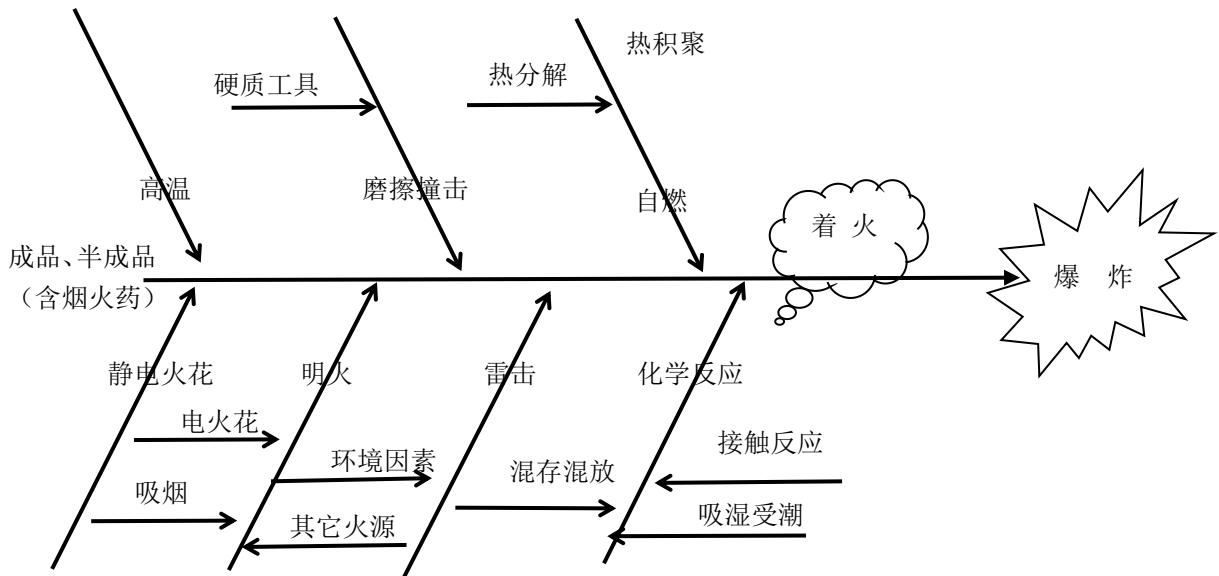 热积聚
热分解
硬质工具
高温
磨擦撞击
自燃
着 火
成品、半成品
（含烟火药）
爆 炸
静电火花
明火
雷击
化学反应
电火花
接触反应
环境因素
混存混放
吸烟
吸湿受潮
其它火源